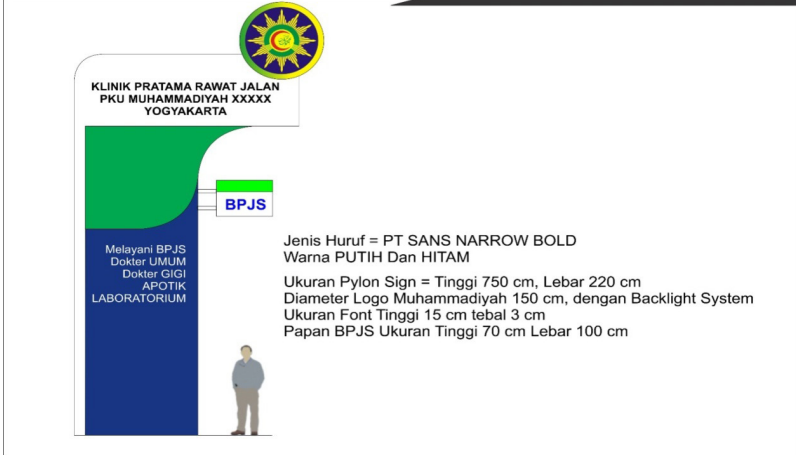 KLINIK PRATAMA RAWAT JALAN
PKU MUHAMMADIYAH XXXXX
YOGYAKARTA
BPJS
Melayani BPJS
Dokter UMUM
Dokter GIGI
APOTIK
LABORATORIUM
Jenis Huruf = PT SANS NARROW BOLD
Warna PUTIH Dan HITAM
Ukuran Pylon Sign = Tinggi 750 cm, Lebar 220 cm
Diameter Logo Muhammadiyah 150 cm, dengan Backlight System
Ukuran Font Tinggi 15 cm tebal 3 cm
Papan BPJS Ukuran Tinggi 70 cm Lebar 100 cm